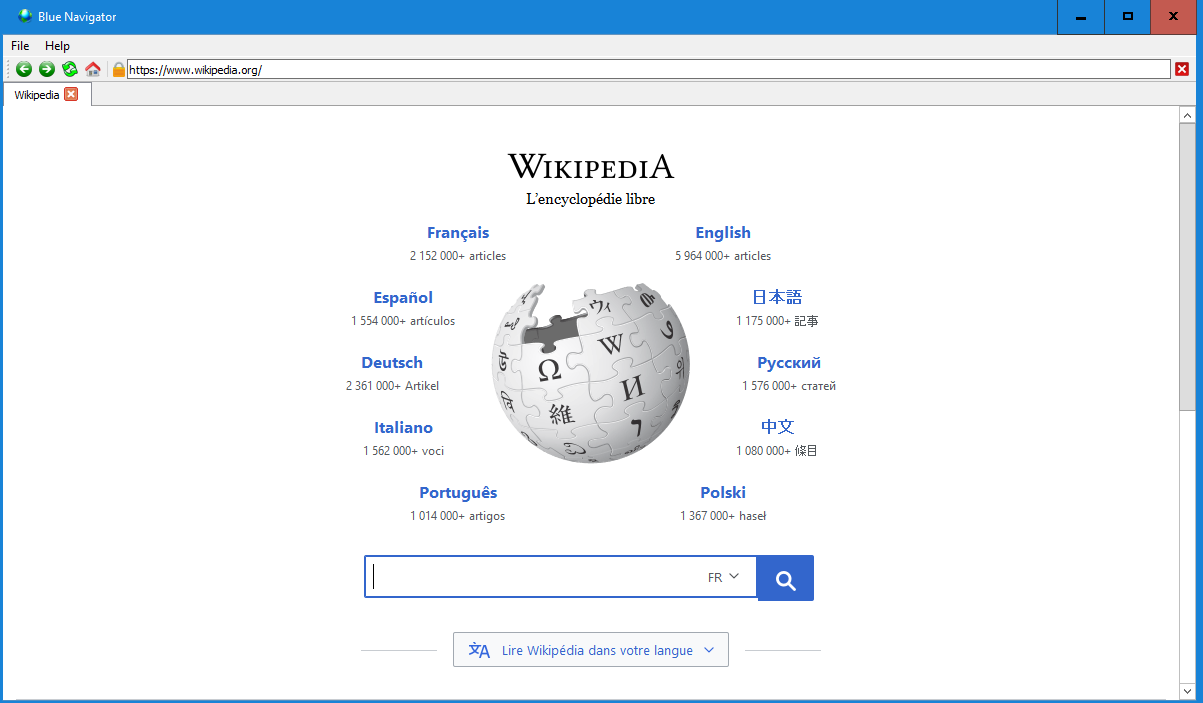 Blue Navigator
File Help
https://www.wikipedia.org/
Wikipedia
WIKIPEDIA
L'encyclopédie libre
Français English
2 152 000+ articles 5 964 000+ articles
Español 日本語
1 554 000+ artículos 1 175 000+ 記事
Deutsch Русский
2 361 000+ Artikel 1 576 000+ статей
Italiano 中文
1 562 000+ voci 1 080 000+ 條目
Português Polski
1 014 000+ artigos 1 367 000+ haseł
ウィ
Ω W
維 И
FR
Lire Wikipédia dans votre langue